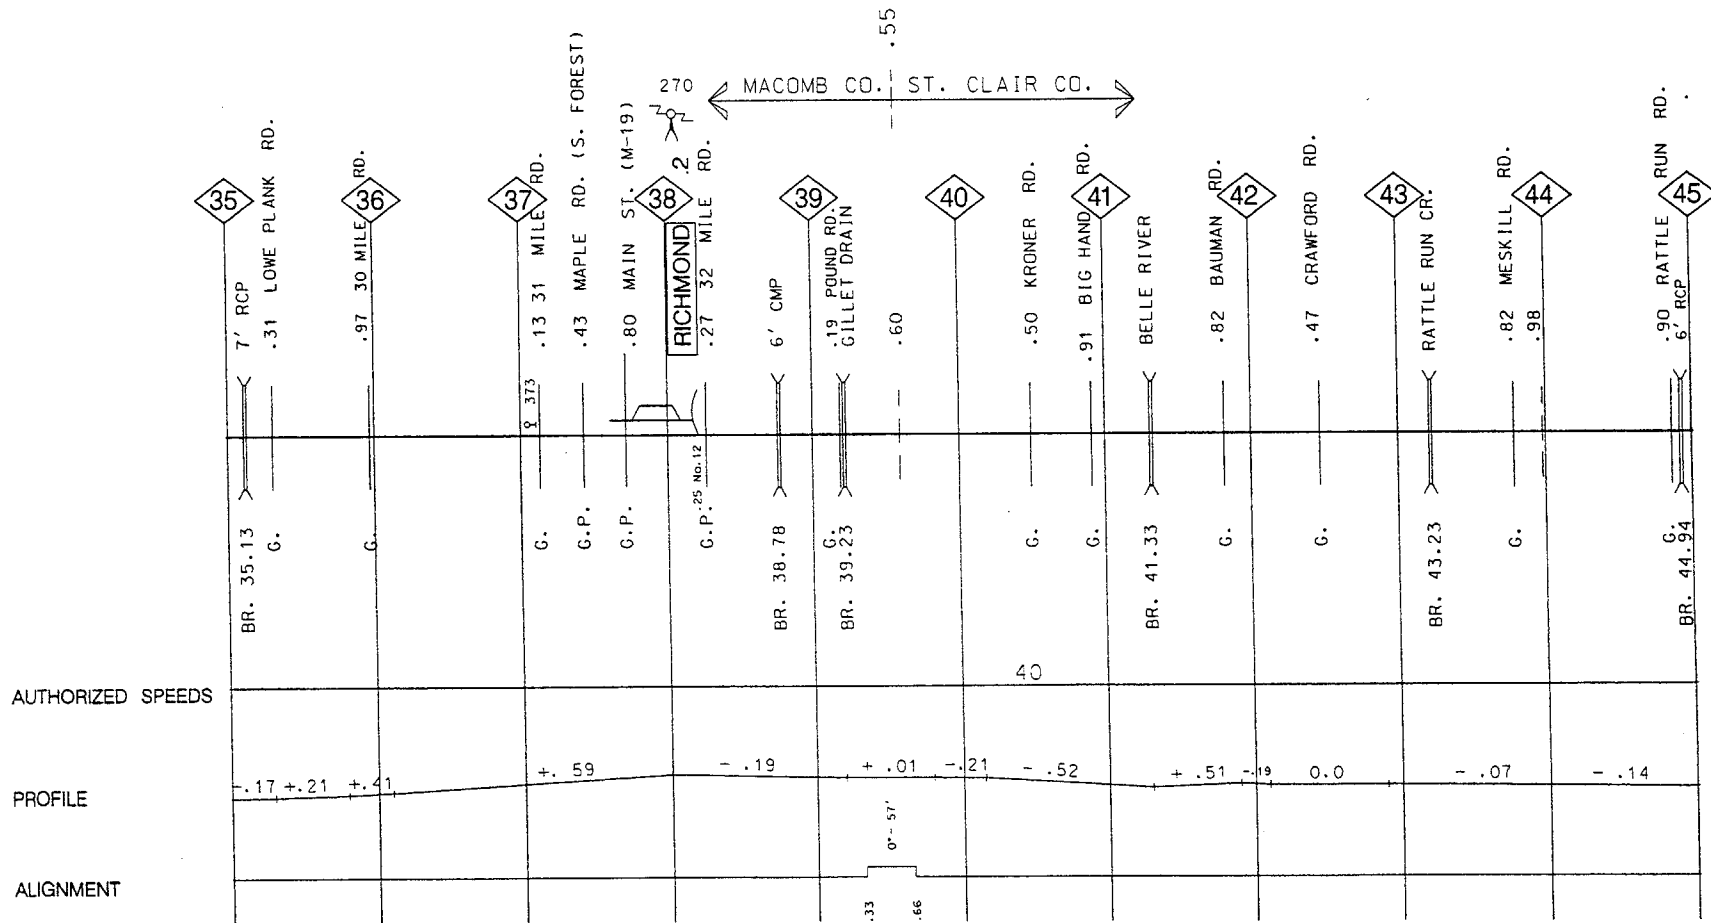 .55
270
MACOMB CO. ST. CLAIR CO.
35
36
37
38
39
40
41
42
43
44
45
7' RCP
.31 LOWE PLANK RD.
.97 30 MILE RD.
.13 31 MILE RD.
.43 MAPLE RD. (S. FOREST)
.80 MAIN ST. (M-19)
RICHMOND .2
.27 32 MILE RD.
6' CMP
.19 POUND RD.
GILLET DRAIN
.60
.50 KRONER RD.
.91 BIG HAND RD.
BELLE RIVER
.82 BAUMAN RD.
.47 CRAWFORD RD.
RATTLE RUN CR.
.82 MESKILL RD.
.98
.90 RATTLE RUN RD.
6' RCP
373
25 No.12
BR. 35.13
G.
G.
G.
G.P.
G.P.
G.P.
BR. 38.78
G.
BR. 39.23
G.
G.
BR. 41.33
G.
G.
BR. 43.23
G.
G.
BR. 44.94
AUTHORIZED SPEEDS
40
PROFILE
-.17 +.21 +.41 +.59 -.19 +.01 -.21 -.52 +.51 -.19 0.0 -.07 -.14
0°-57'
ALIGNMENT
.33
.66